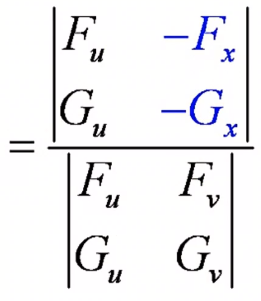 | F_u  -F_x |
| G_u  -G_x |
= ―――――――
| F_u  F_v |
| G_u  G_v |